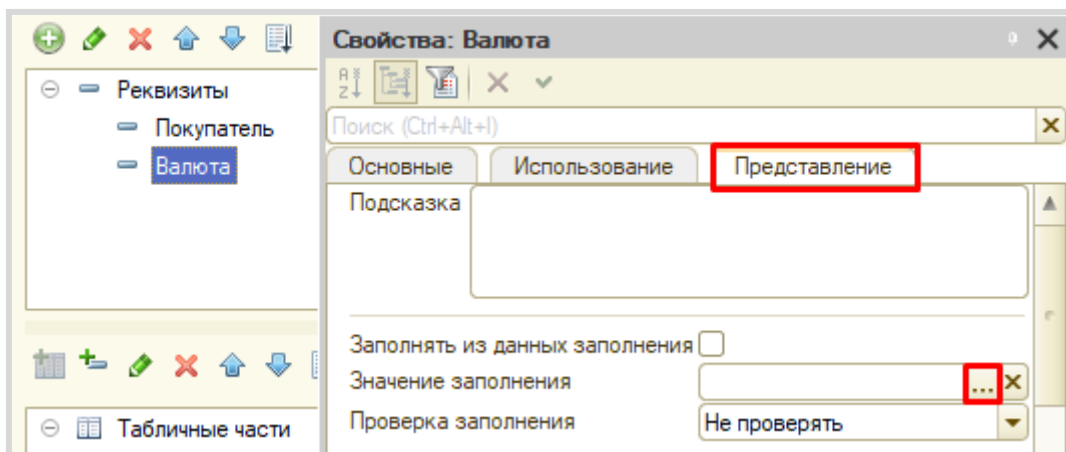 Свойства: Валюта
Поиск (Ctrl+Alt+I)
Основные Использование Представление
Реквизиты
Покупатель
Валюта
Подсказка
Заполнять из данных заполнения
Значение заполнения ...
Проверка заполнения Не проверять
Табличные части